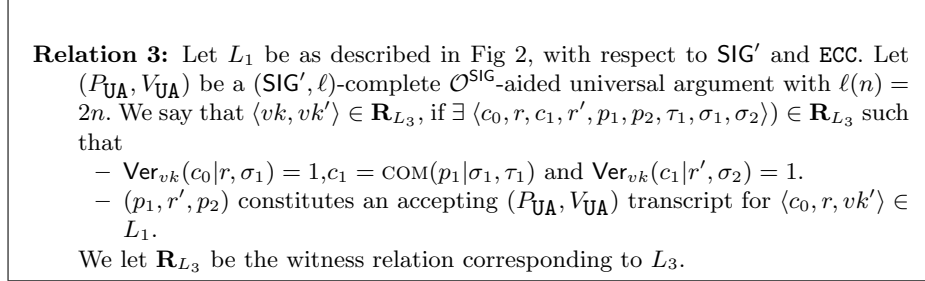 Relation 3: Let L₁ be as described in Fig 2, with respect to SIG′ and ECC. Let
(P_UA, V_UA) be a (SIG′, ℓ)-complete 𝒪^SIG-aided universal argument with ℓ(n) =
2n. We say that ⟨vk, vk′⟩ ∈ R_{L₃}, if ∃ ⟨c₀, r, c₁, r′, p₁, p₂, τ₁, σ₁, σ₂⟩) ∈ R_{L₃} such
that
– Ver_{vk}(c₀|r, σ₁) = 1,c₁ = COM(p₁|σ₁, τ₁) and Ver_{vk}(c₁|r′, σ₂) = 1.
– (p₁, r′, p₂) constitutes an accepting (P_UA, V_UA) transcript for ⟨c₀, r, vk′⟩ ∈
L₁.
We let R_{L₃} be the witness relation corresponding to L₃.